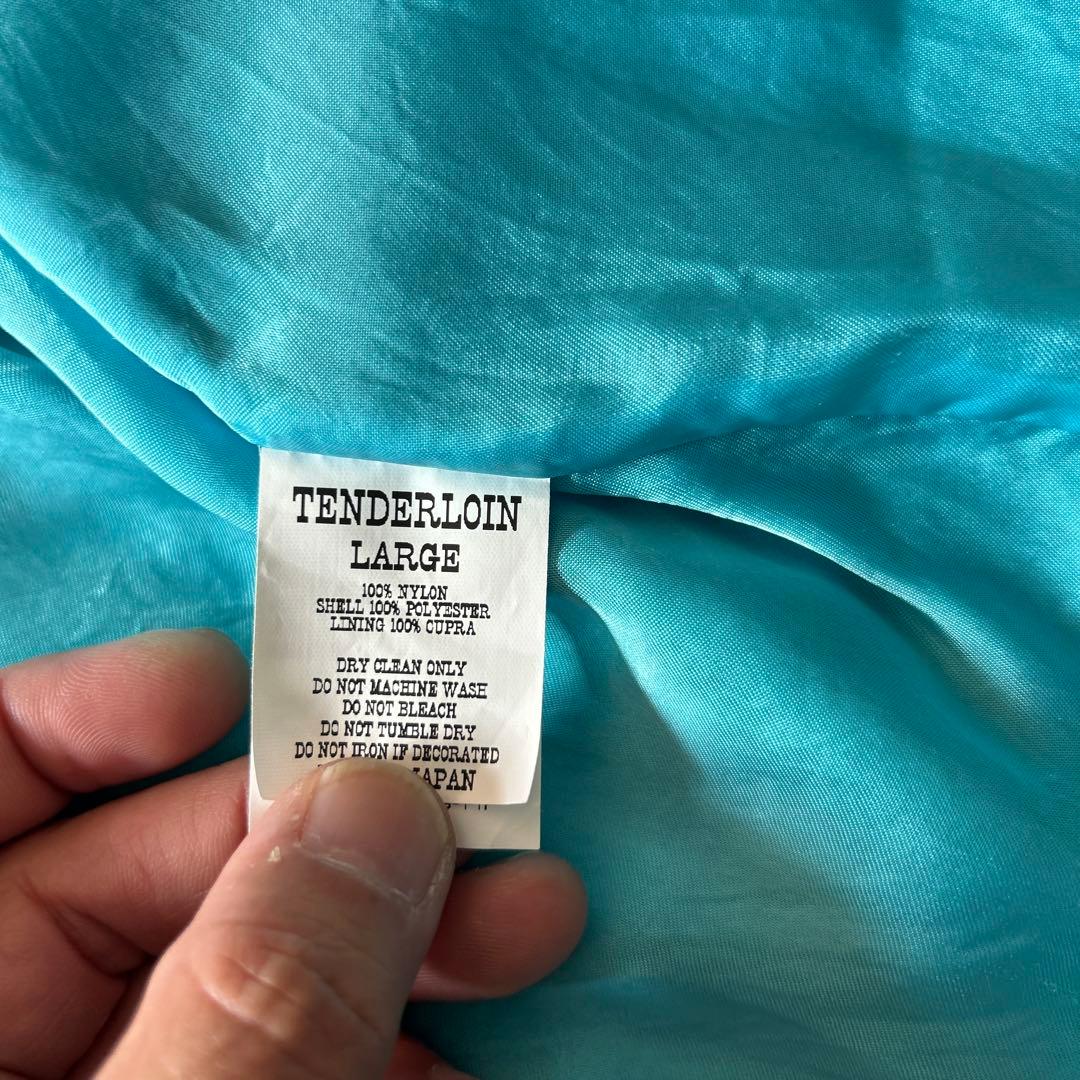 TENDERLOIN
LARGE
100% NYLON
SHELL 100% POLYESTER
LINING 100% CUPRA
DRY CLEAN ONLY
DO NOT MACHINE WASH
DO NOT BLEACH
DO NOT TUMBLE DRY
DO NOT IRON IF DECORATED
JAPAN